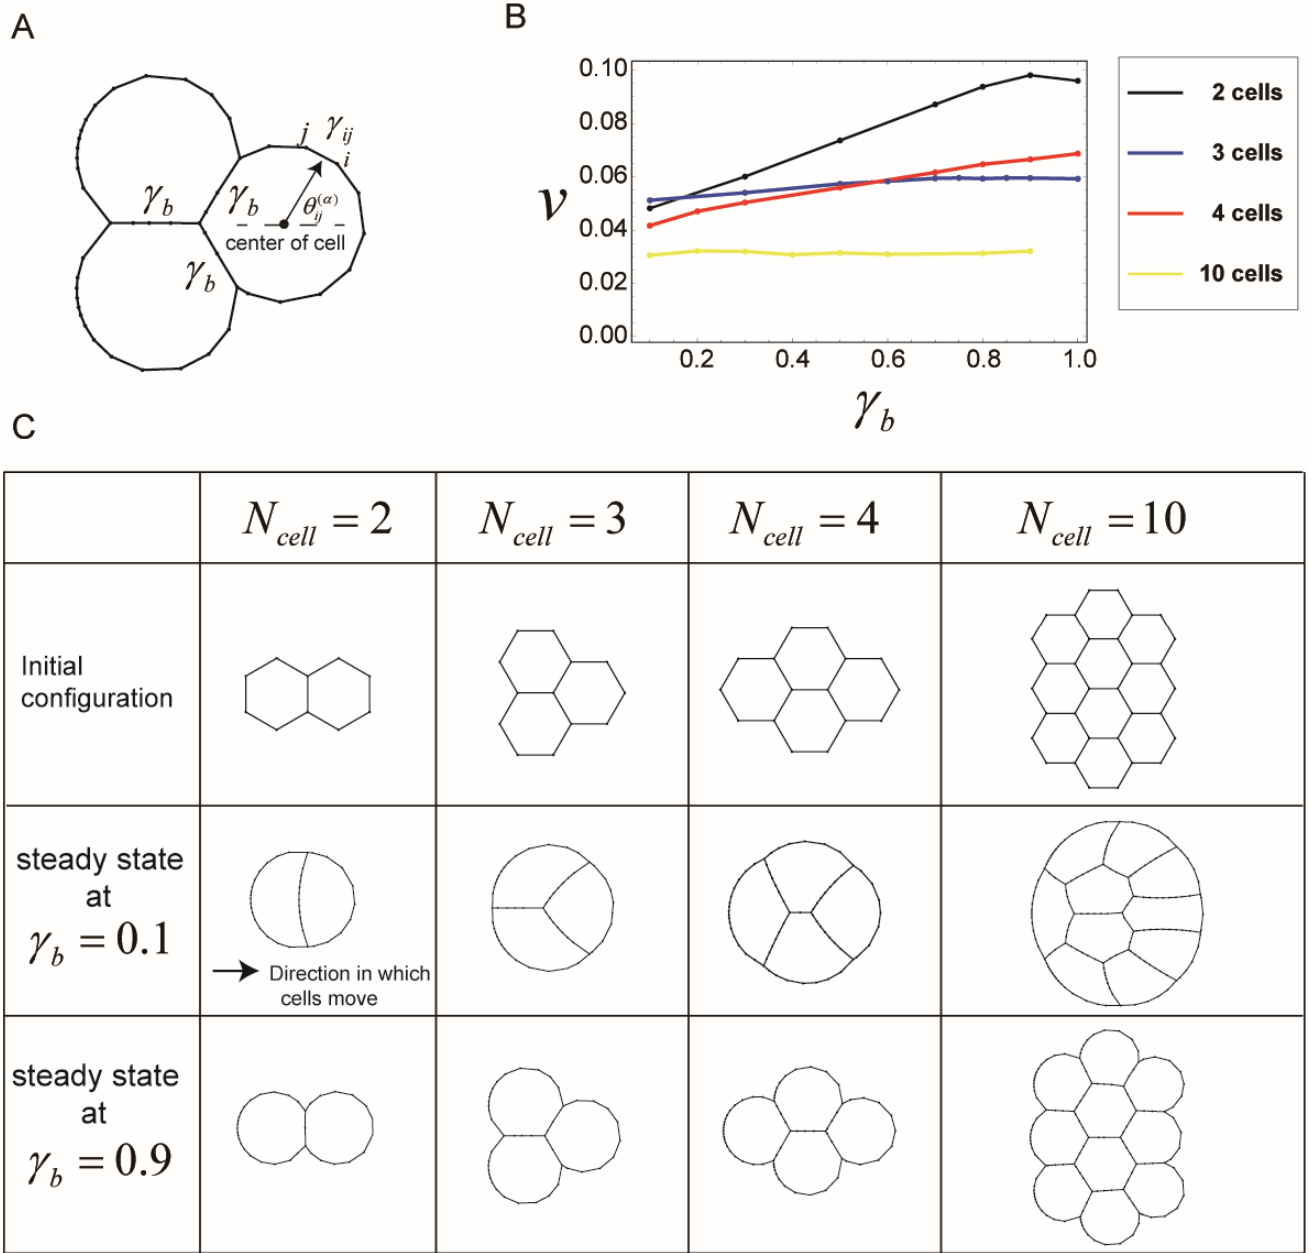 A
B
j γij
i
γb
γb
θij(α)
center of cell
γb
v
0.10
0.08
0.06
0.04
0.02
0.00
0.2 0.4 0.6 0.8 1.0
γb
2 cells
3 cells
4 cells
10 cells
C
Ncell = 2
Ncell = 3
Ncell = 4
Ncell = 10
Initial
configuration
steady state
at
γb = 0.1
Direction in which
cells move
steady state
at
γb = 0.9